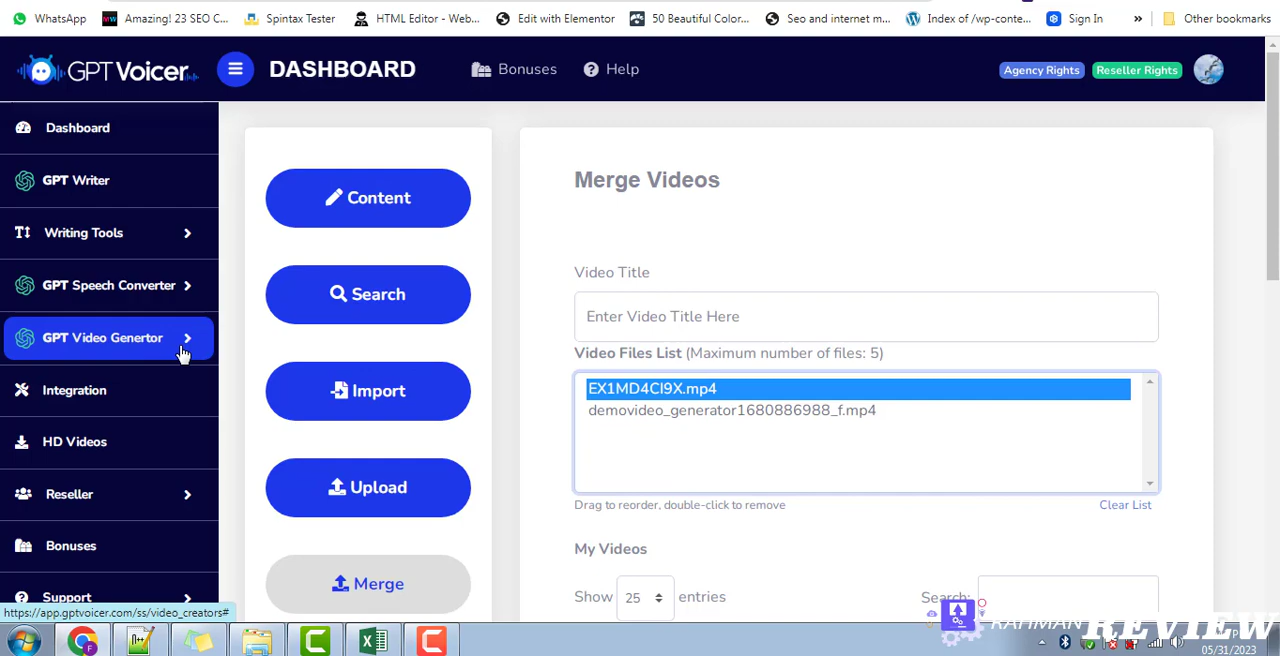 WhatsApp
Amazing! 23 SEO C...
Spintax Tester
HTML Editor - Web...
Edit with Elementor
50 Beautiful Color...
Seo and internet m...
Index of /wp-conte...
Sign In
»
Other bookmarks
GPTVoicer
DASHBOARD
Bonuses
Help
Agency Rights
Reseller Rights
Dashboard
GPT Writer
Writing Tools
GPT Speech Converter
GPT Video Genertor
Integration
HD Videos
Reseller
Bonuses
Support
https://app.gptvoicer.com/ss/video_creators#
Content
Search
Import
Upload
Merge
Merge Videos
Video Title
Enter Video Title Here
Video Files List (Maximum number of files: 5)
EX1MD4CI9X.mp4
demovideo_generator1680886988_f.mp4
Drag to reorder, double-click to remove
Clear List
My Videos
Show 25 entries
Search:
RAHMAN REVIEW
05/31/2023